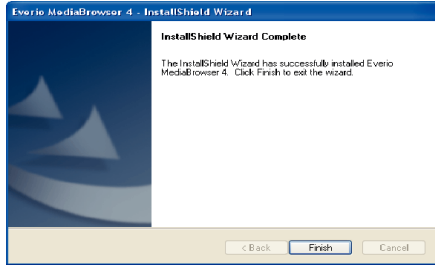 Everio MediaBrowser 4 - InstallShield Wizard
InstallShield Wizard Complete
The InstallShield Wizard has successfully installed Everio
MediaBrowser 4. Click Finish to exit the wizard.
< Back Finish Cancel